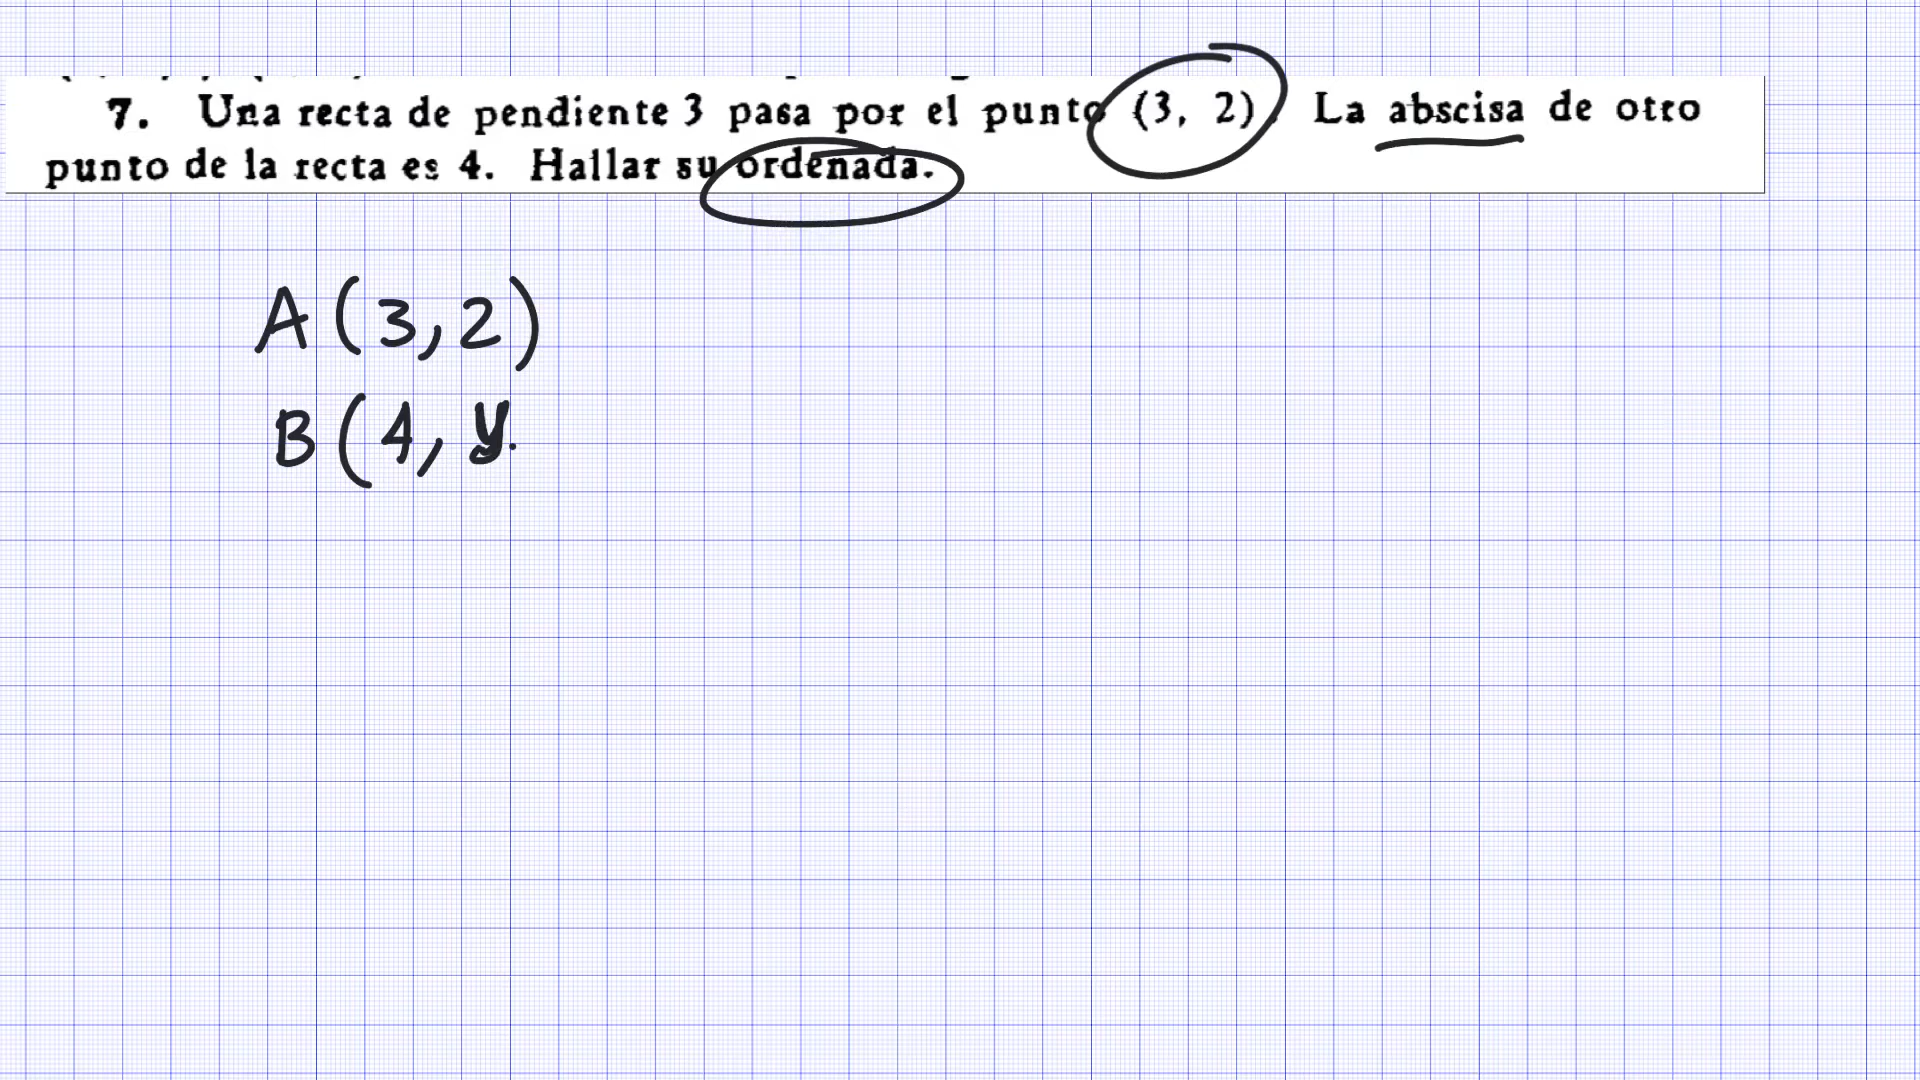 7. Una recta de pendiente 3 pasa por el punto (3, 2). La abscisa de otro
punto de la recta es 4. Hallar su ordenada.
A (3, 2)
B (4, y